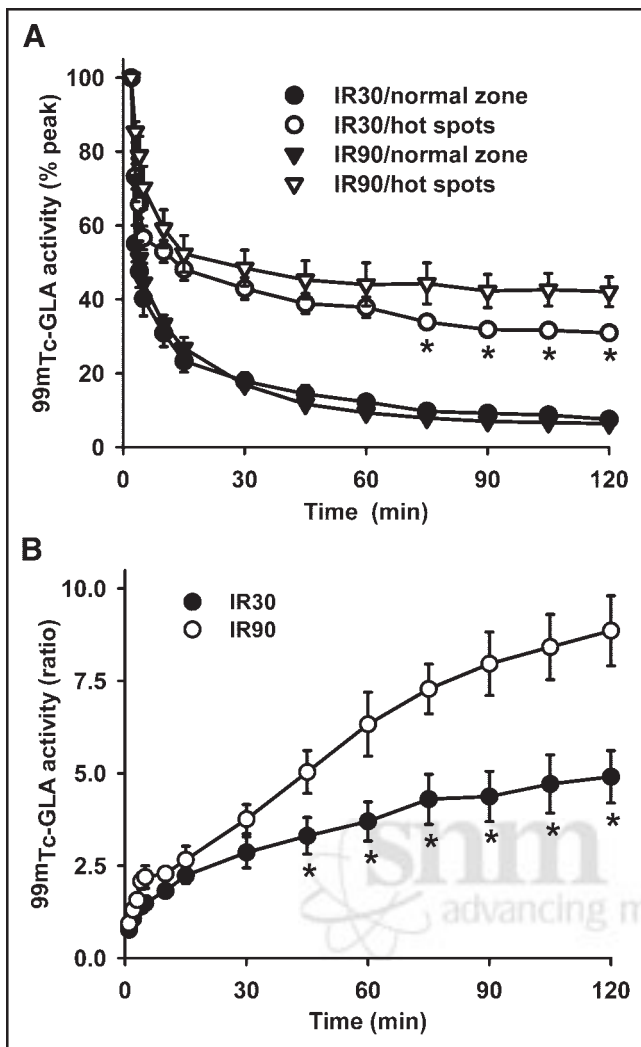 A
99mTc-GLA activity (% peak)
100
80
60
40
20
0
IR30/normal zone
IR30/hot spots
IR90/normal zone
IR90/hot spots
*
*
*
*
0
30
60
90
120
Time (min)
B
99mTc-GLA activity (ratio)
10.0
7.5
5.0
2.5
0.0
IR30
IR90
*
*
*
*
*
*
snm
advancing m
0
30
60
90
120
Time (min)